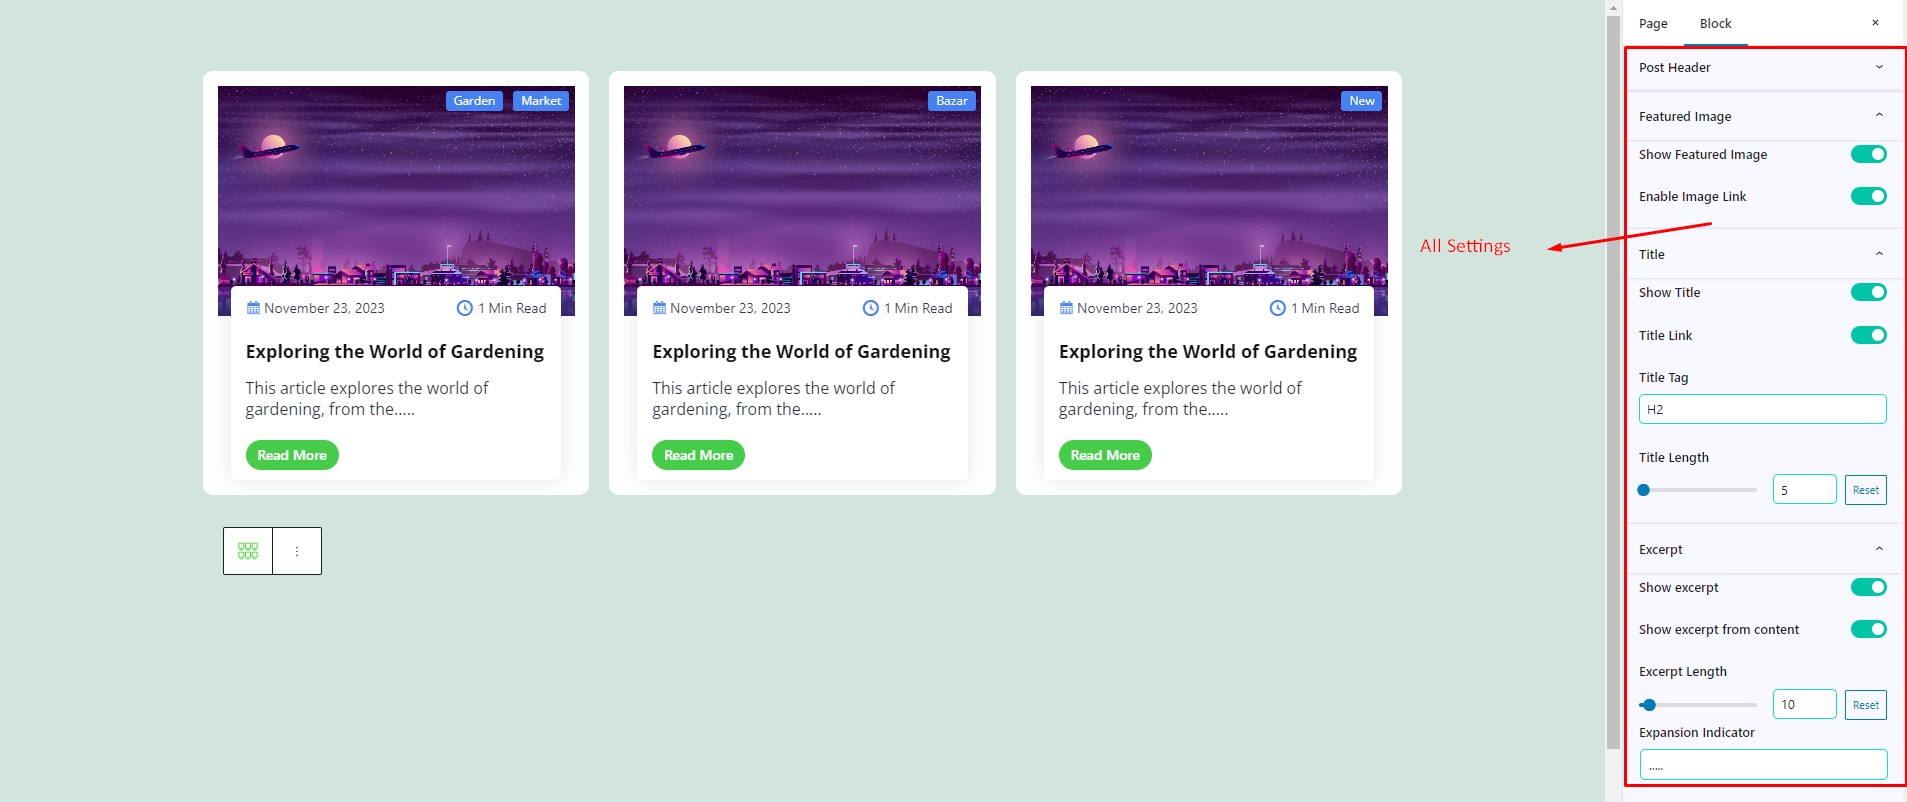 Garden Market
November 23, 2023 1 Min Read
Exploring the World of Gardening
This article explores the world of
gardening, from the.....
Read More
Bazar
November 23, 2023 1 Min Read
Exploring the World of Gardening
This article explores the world of
gardening, from the.....
Read More
New
November 23, 2023 1 Min Read
Exploring the World of Gardening
This article explores the world of
gardening, from the.....
Read More
All Settings
Page Block
Post Header
Featured Image
Show Featured Image
Enable Image Link
Title
Show Title
Title Link
Title Tag
H2
Title Length
5 Reset
Excerpt
Show excerpt
Show excerpt from content
Excerpt Length
10 Reset
Expansion Indicator
.....